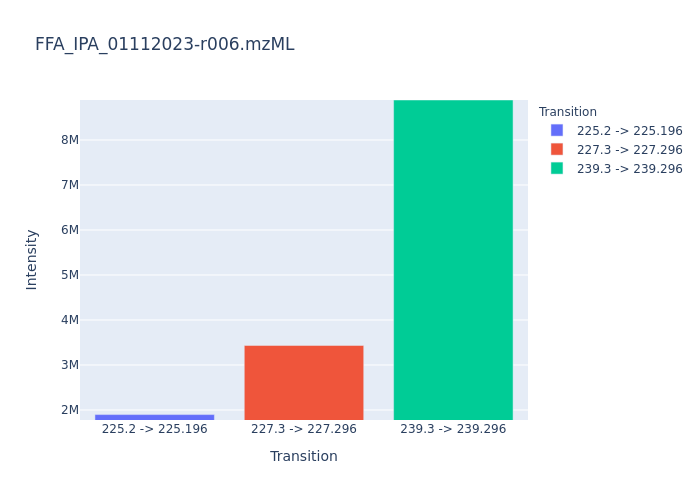 FFA_IPA_01112023-r006.mzML
Transition
225.2 -> 225.196
227.3 -> 227.296
239.3 -> 239.296
8M
7M
6M
5M
4M
3M
2M
Intensity
225.2 -> 225.196
227.3 -> 227.296
239.3 -> 239.296
Transition